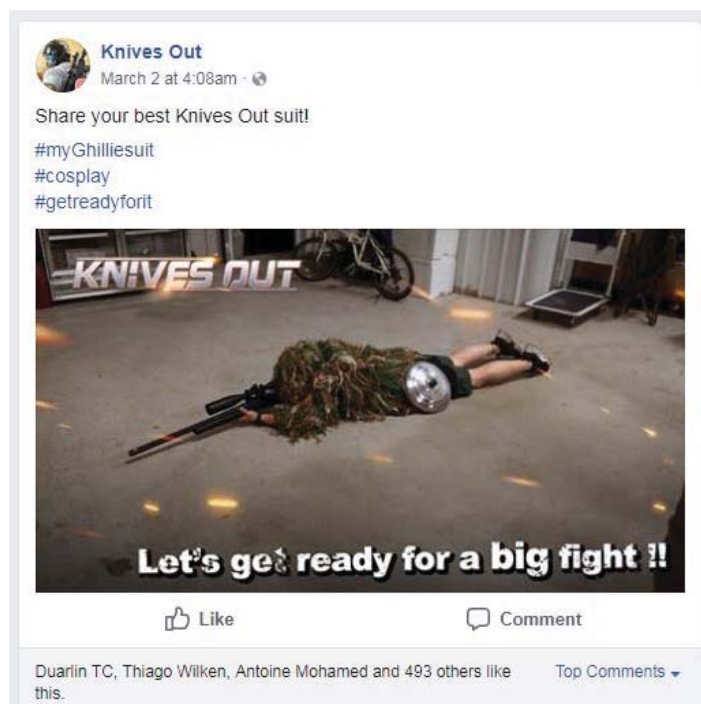 Knives Out
March 2 at 4:08am ·
Share your best Knives Out suit!
#myGhilliesuit
#cosplay
#getreadyforit
KN!VES OUT
Let's get ready for a big fight !!
Like
Comment
Duarlin TC, Thiago Wilken, Antoine Mohamed and 493 others like
this.
Top Comments